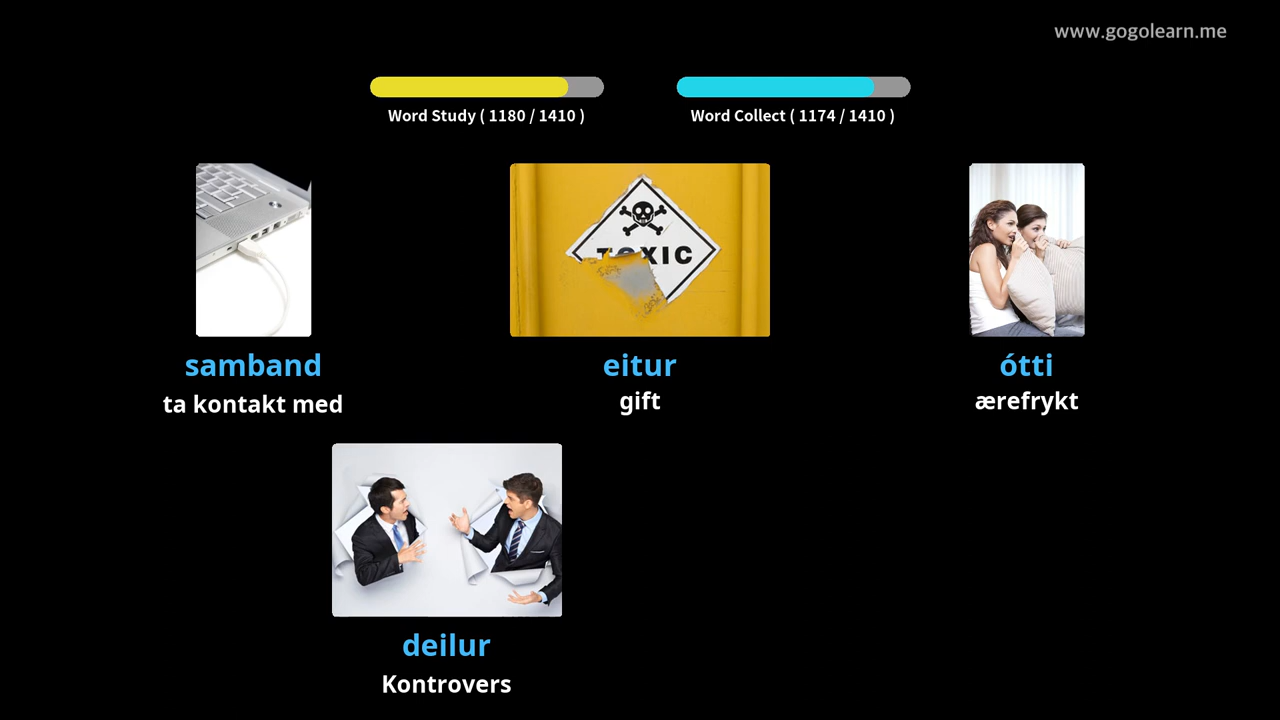 www.gogolearn.me
Word Study ( 1180 / 1410 )
Word Collect ( 1174 / 1410 )
TOXIC
samband
eitur
ótti
ta kontakt med
gift
ærefrykt
deilur
Kontrovers